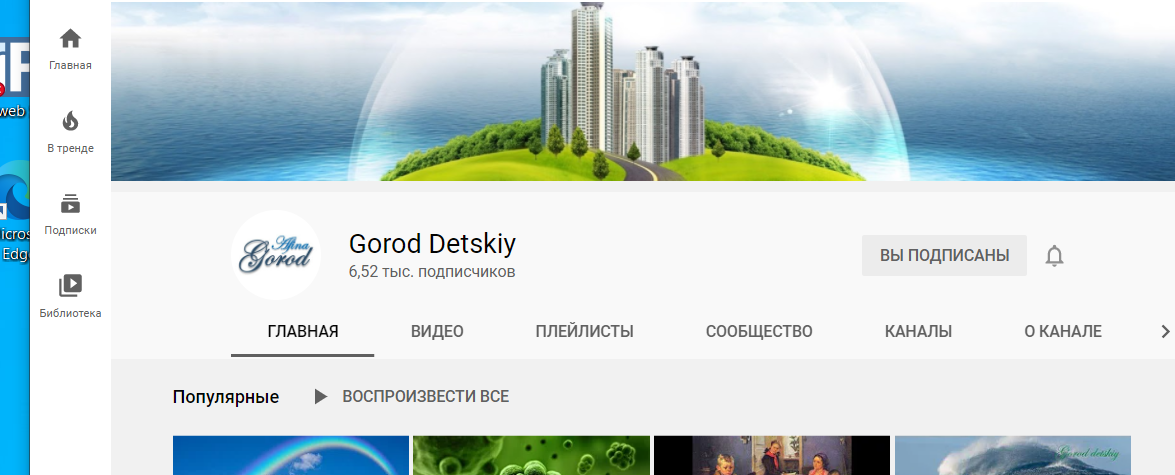 Главная
В тренде
web
Подписки
icros
Edge
Библиотека
Afina
Gorod
Gorod Detskiy
6,52 тыс. подписчиков
ВЫ ПОДПИСАНЫ
ГЛАВНАЯ
ВИДЕО
ПЛЕЙЛИСТЫ
СООБЩЕСТВО
КАНАЛЫ
О КАНАЛЕ
Популярные
ВОСПРОИЗВЕСТИ ВСЕ
Gorod detskiy